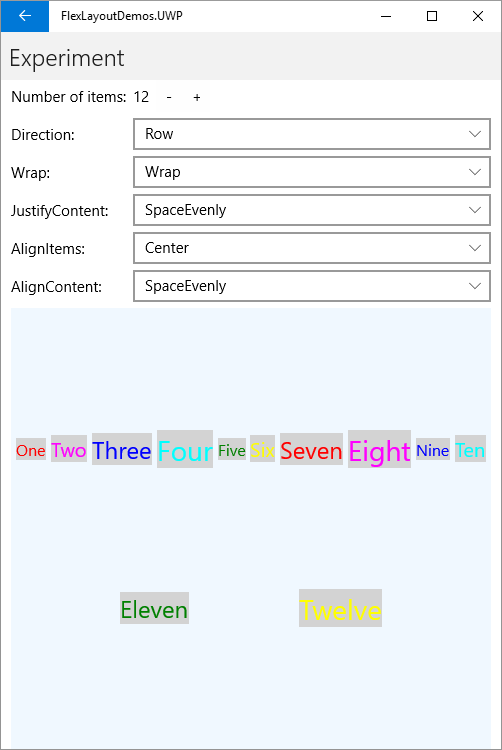 FlexLayoutDemos.UWP
Experiment
Number of items: 12 - +
Direction: Row
Wrap: Wrap
JustifyContent: SpaceEvenly
AlignItems: Center
AlignContent: SpaceEvenly
One Two Three Four Five Six Seven Eight Nine Ten
Eleven Twelve